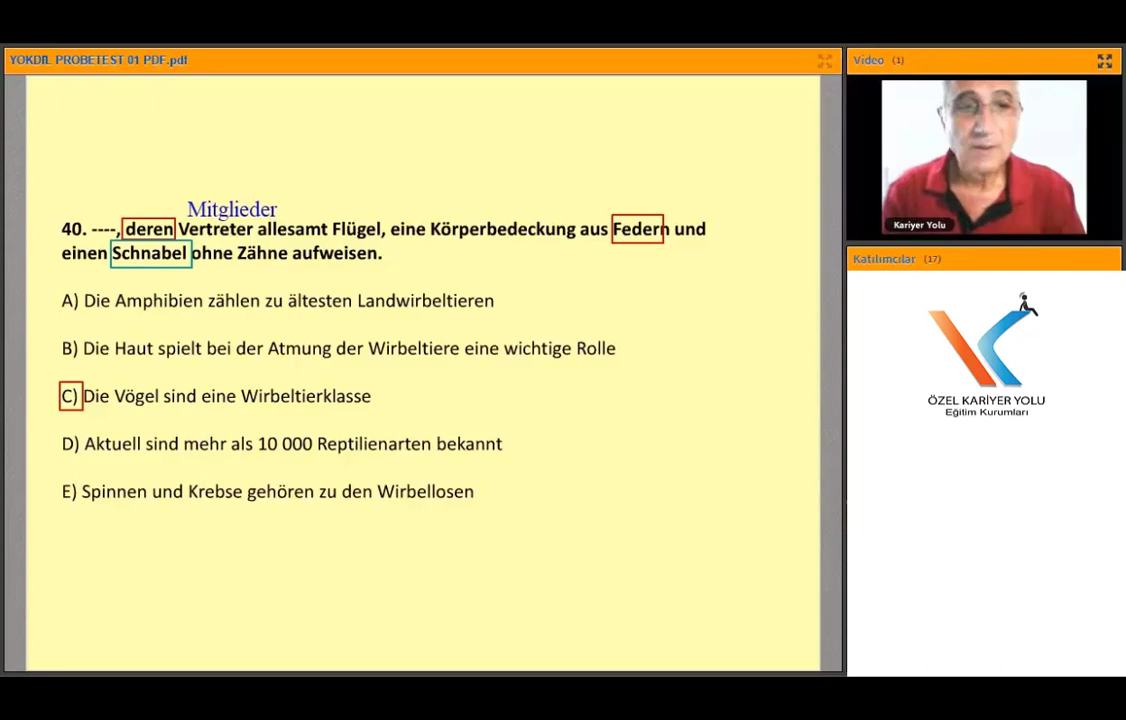 YOKDIL PROBETEST 01 PDF.pdf
Video (1)
Kariyer Yolu
Katılımcılar (17)
ÖZEL KARİYER YOLU
Eğitim Kurumları
Mitglieder
40. ----, deren Vertreter allesamt Flügel, eine Körperbedeckung aus Federn und
einen Schnabel ohne Zähne aufweisen.
A) Die Amphibien zählen zu ältesten Landwirbeltieren
B) Die Haut spielt bei der Atmung der Wirbeltiere eine wichtige Rolle
C) Die Vögel sind eine Wirbeltierklasse
D) Aktuell sind mehr als 10 000 Reptilienarten bekannt
E) Spinnen und Krebse gehören zu den Wirbellosen